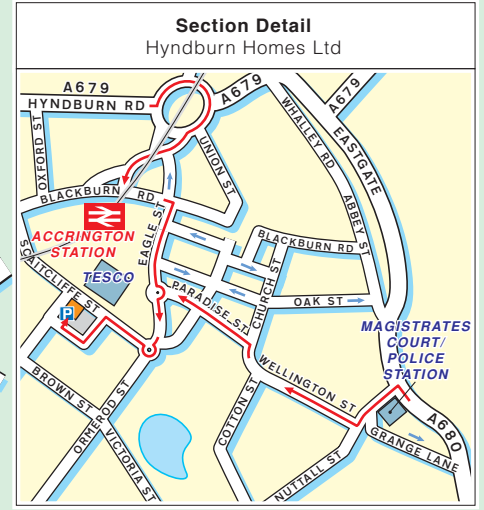 Section Detail
Hyndburn Homes Ltd
A679
HYNDBURN RD
A679
A679
WHALLEY RD
EASTGATE
OXFORD ST
UNION ST
BLACKBURN RD
ABBEY ST
ACCRINGTON
STATION
EAGLE ST
BLACKBURN RD
TESCO
PARADISE ST
CHURCH ST
OAK ST
SC
AITCLIFFE ST
P
MAGISTRATES
COURT/
POLICE
STATION
WELLINGTON ST
BROWN ST
ORMEROD ST
VICTORIA ST
COTTON ST
NUTTALL ST
GRANGE LANE
A680